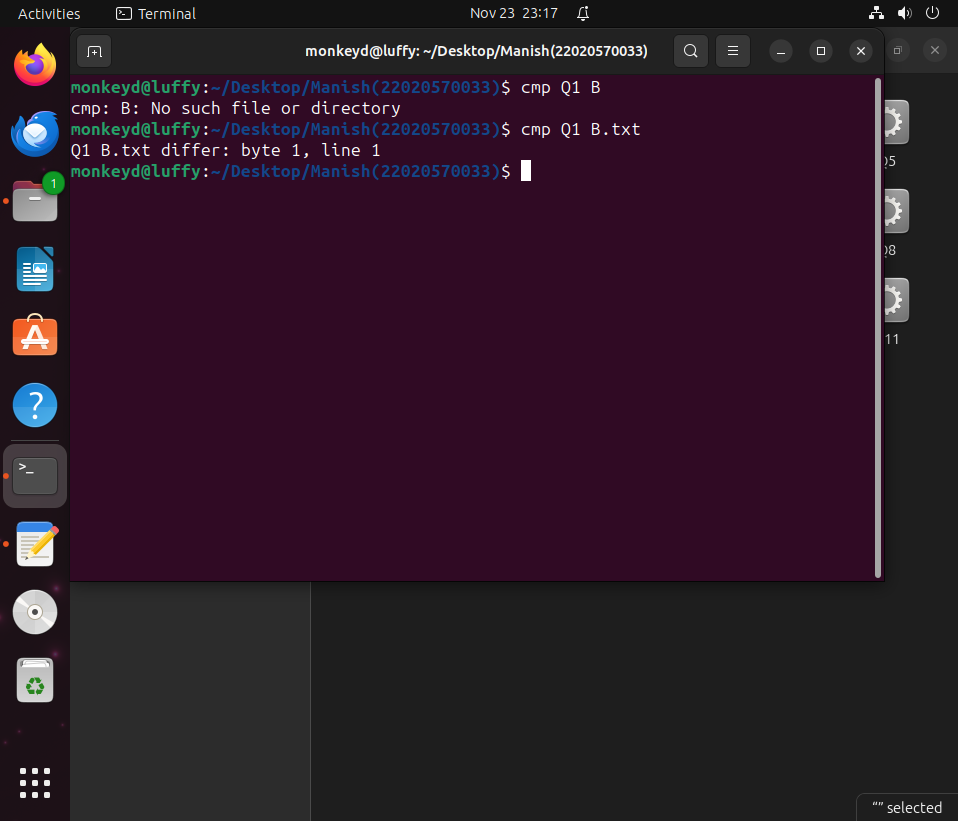 Activities Terminal Nov 23 23:17
monkeyd@luffy: ~/Desktop/Manish(22020570033)
monkeyd@luffy:~/Desktop/Manish(22020570033)$ cmp Q1 B
cmp: B: No such file or directory
monkeyd@luffy:~/Desktop/Manish(22020570033)$ cmp Q1 B.txt
Q1 B.txt differ: byte 1, line 1
monkeyd@luffy:~/Desktop/Manish(22020570033)$
1
>_
?
11
“” selected